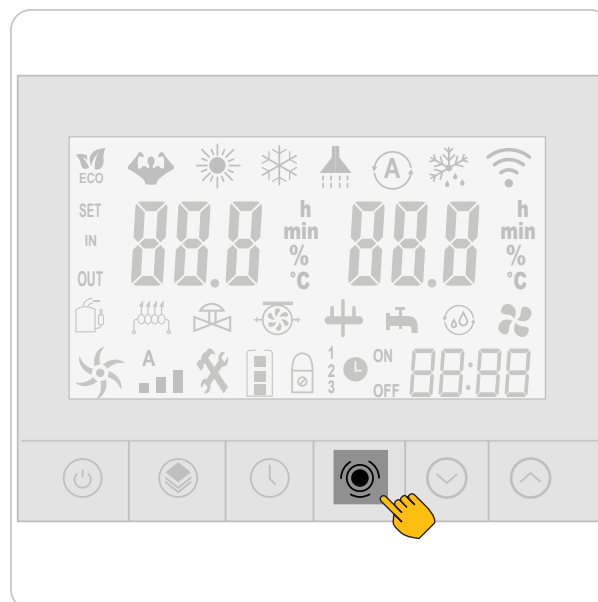 ECO
A
SET
88.8 h 88.8 h
IN
min min
% %
OUT
°C °C
A
1
2
3
ON
OFF
88:88